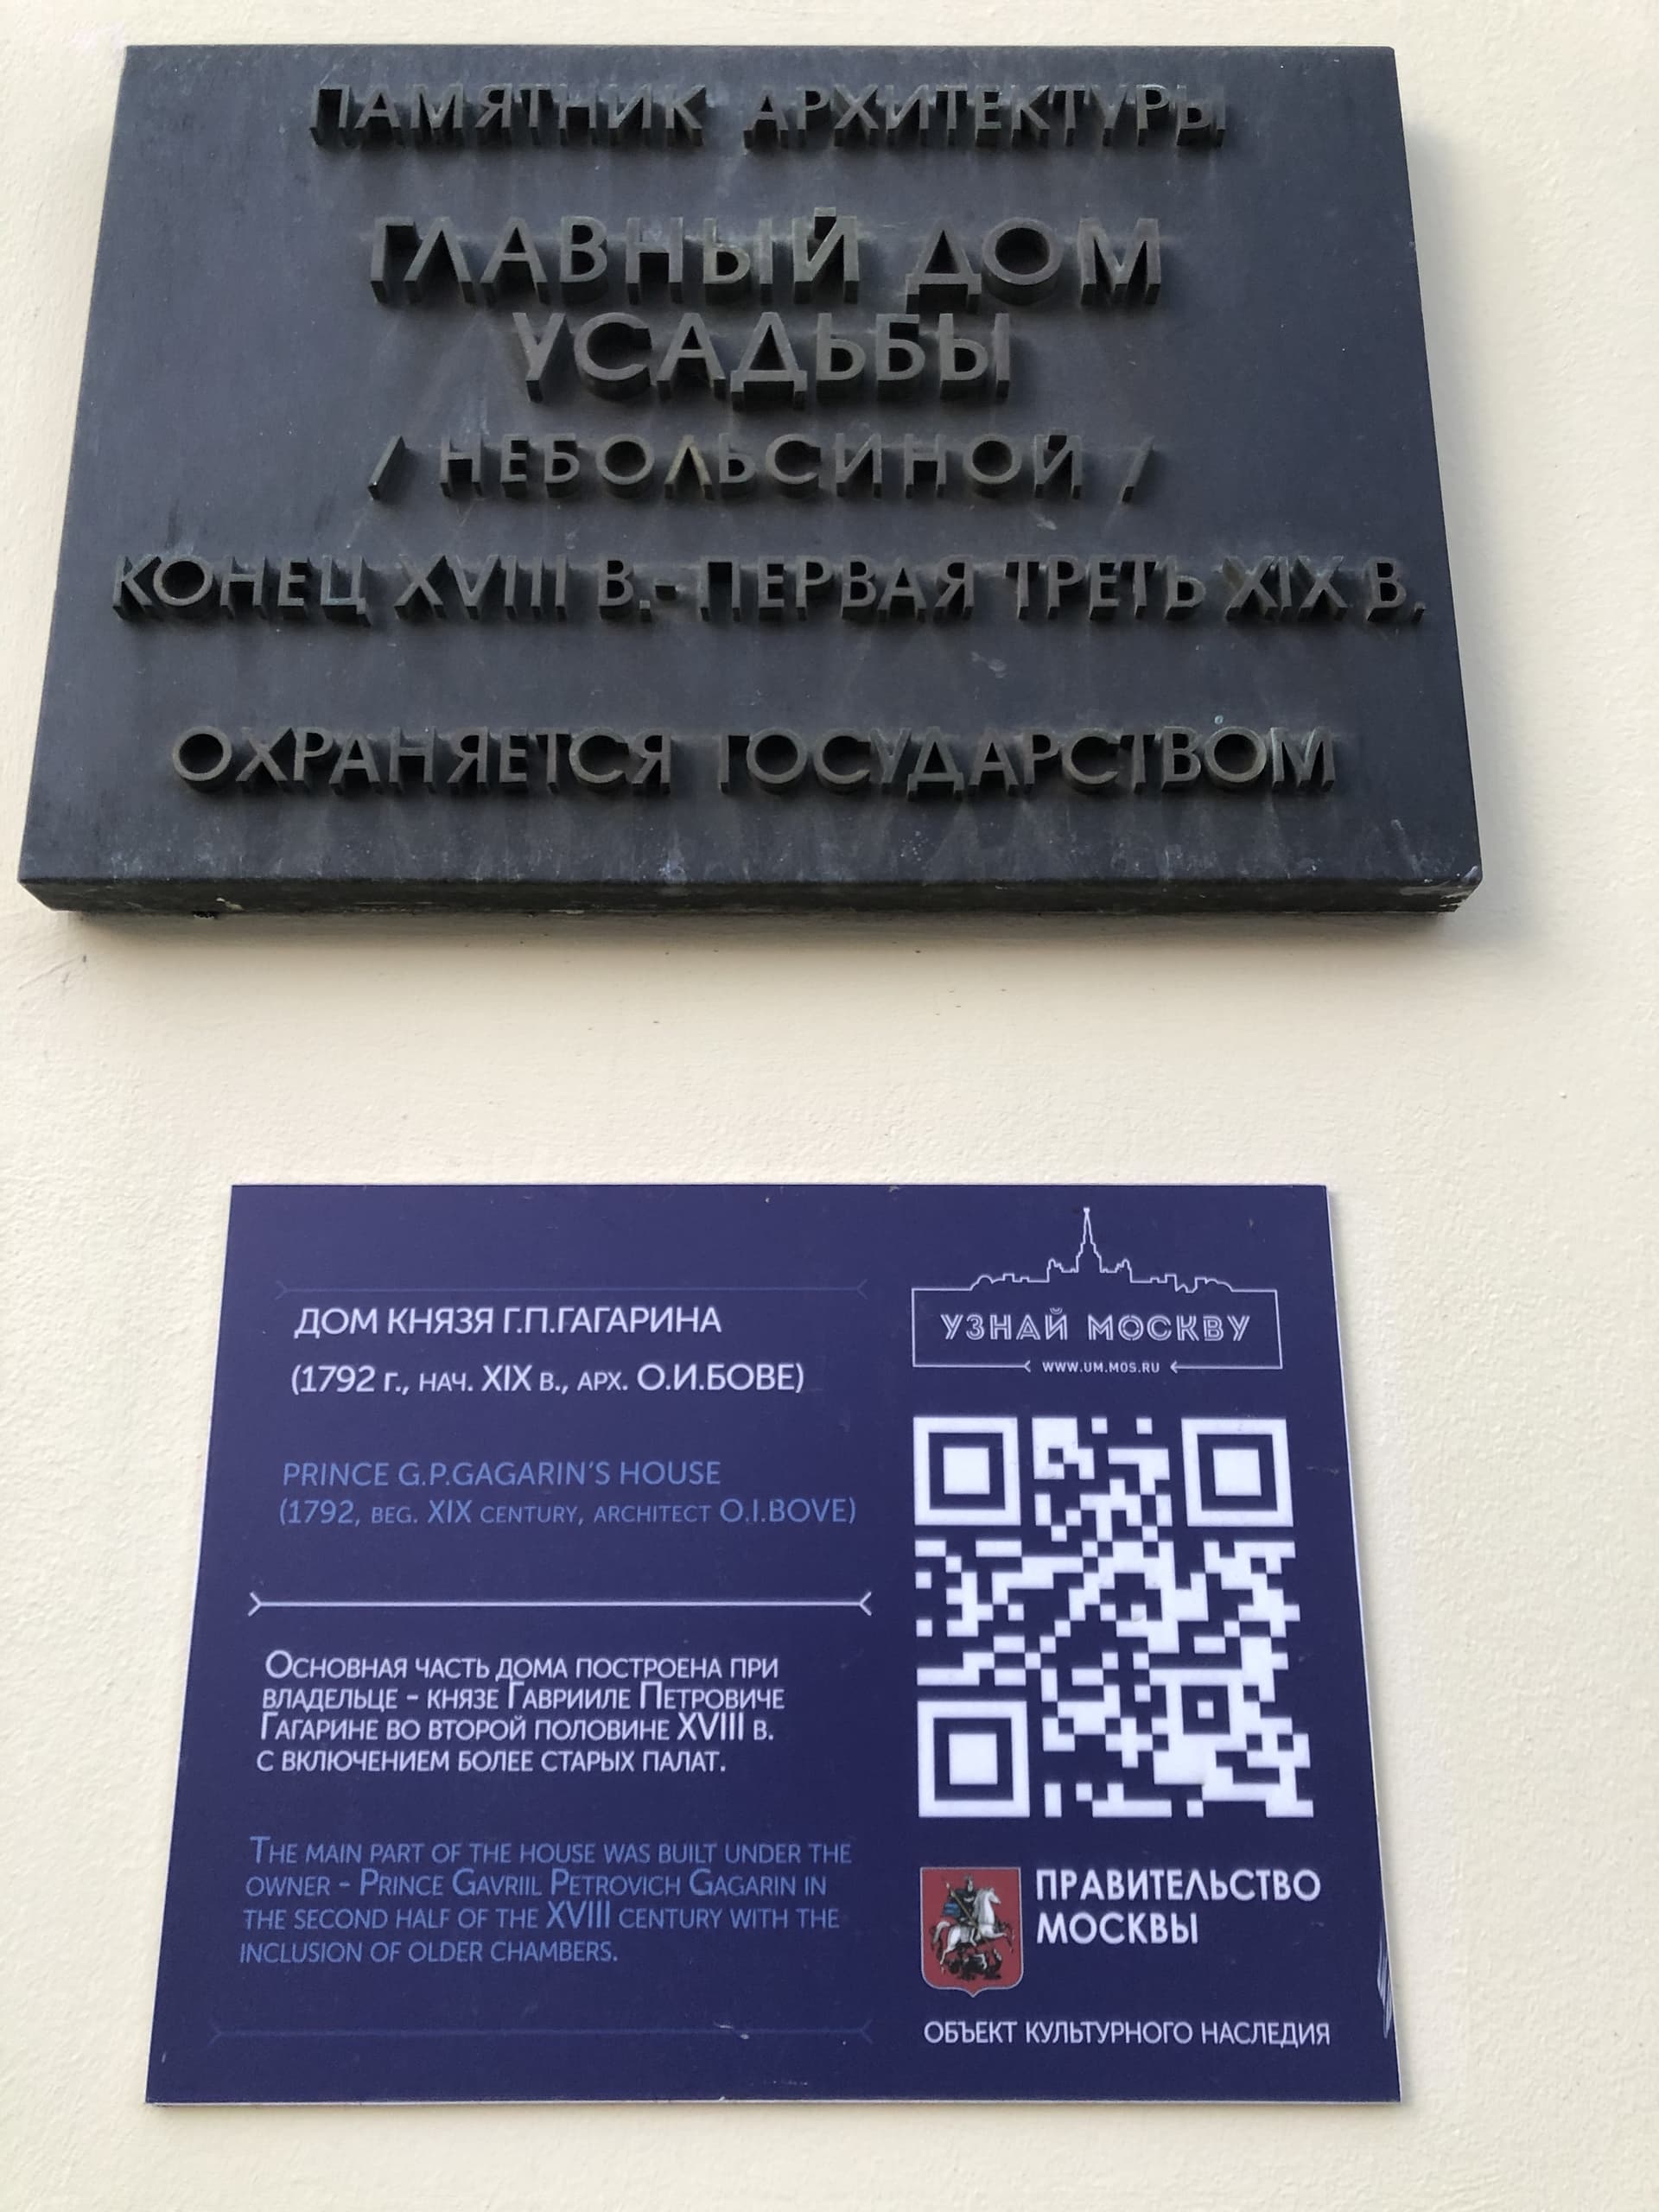 ПАМЯТНИК АРХИТЕКТУРЫ
ГЛАВНЫЙ ДОМ
УСАДЬБЫ
/ НЕБОЛЬСИНОЙ /
КОНЕЦ XVIII В.-ПЕРВАЯ ТРЕТЬ XIX В.
ОХРАНЯЕТСЯ ГОСУДАРСТВОМ
ДОМ КНЯЗЯ Г.П.ГАГАРИНА
(1792 г., нач. XIX в., арх. О.И.БОВЕ)
PRINCE G.P.GAGARIN'S HOUSE
(1792, beg. XIX century, architect O.I.BOVE)
Основная часть дома построена при
владельце - князе Гаврииле Петровиче
Гагарине во второй половине XVIII в.
с включением более старых палат.
The main part of the house was built under the
owner - Prince Gavriil Petrovich Gagarin in
the second half of the XVIII century with the
inclusion of older chambers.
УЗНАЙ МОСКВУ
WWW.UM.MOS.RU
ПРАВИТЕЛЬСТВО
МОСКВЫ
ОБЪЕКТ КУЛЬТУРНОГО НАСЛЕДИЯ